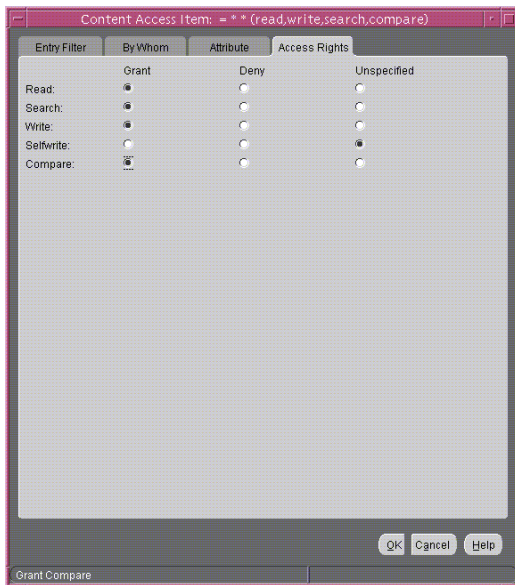 Content Access Item: = * * (read,write,search,compare)
Entry Filter By Whom Attribute Access Rights
Grant Deny Unspecified
Read:
Search:
Write:
Selfwrite:
Compare:
OK Cancel Help
Grant Compare